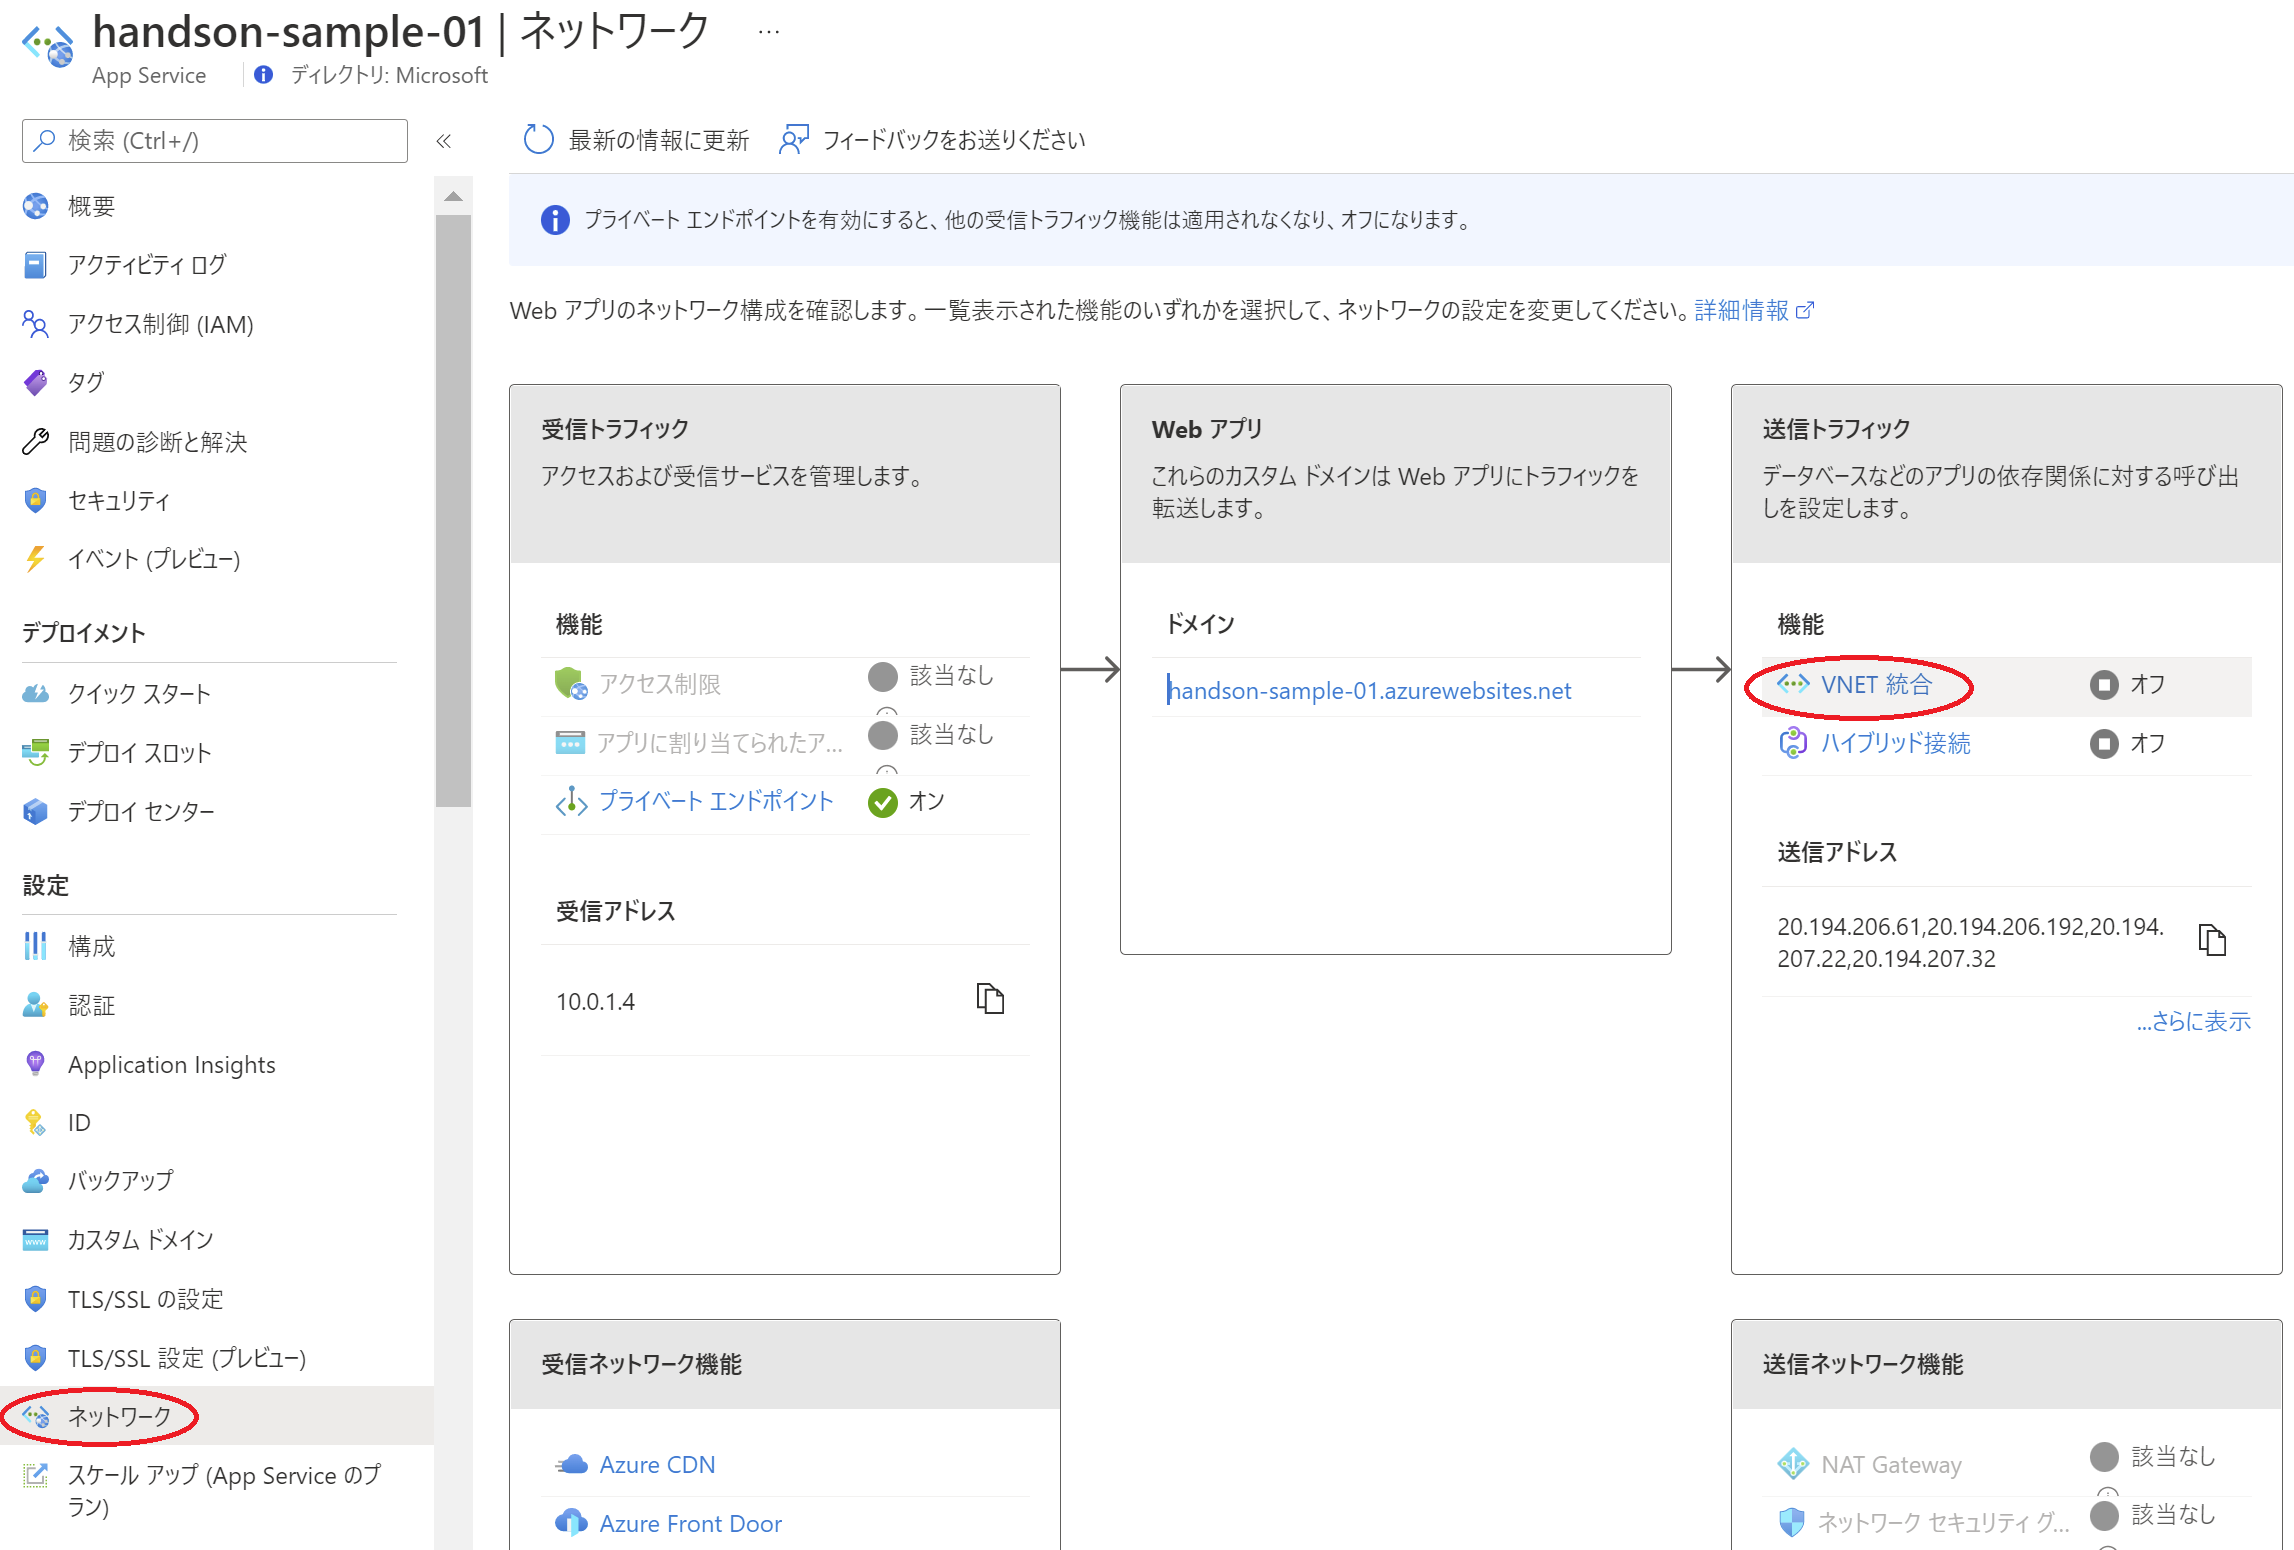 handson-sample-01 | ネットワーク ...
App Service
ディレクトリ: Microsoft
検索 (Ctrl+/)
«
概要
アクティビティ ログ
アクセス制御 (IAM)
タグ
問題の診断と解決
セキュリティ
イベント (プレビュー)
デプロイメント
クイック スタート
デプロイ スロット
デプロイ センター
設定
構成
認証
Application Insights
ID
バックアップ
カスタム ドメイン
TLS/SSL の設定
TLS/SSL 設定 (プレビュー)
ネットワーク
スケール アップ (App Service のプ
ラン)
最新の情報に更新
フィードバックをお送りください
プライベート エンドポイントを有効にすると、他の受信トラフィック機能は適用されなくなり、オフになります。
Web アプリのネットワーク構成を確認します。一覧表示された機能のいずれかを選択して、ネットワークの設定を変更してください。詳細情報
受信トラフィック
アクセスおよび受信サービスを管理します。
機能
アクセス制限
該当なし
アプリに割り当てられたア...
該当なし
プライベート エンドポイント
オン
受信アドレス
10.0.1.4
Web アプリ
これらのカスタム ドメインは Web アプリにトラフィックを
転送します。
ドメイン
handson-sample-01.azurewebsites.net
送信トラフィック
データベースなどのアプリの依存関係に対する呼び出
しを設定します。
機能
VNET 統合
オフ
ハイブリッド接続
オフ
送信アドレス
20.194.206.61,20.194.206.192,20.194.
207.22,20.194.207.32
...さらに表示
受信ネットワーク機能
Azure CDN
Azure Front Door
送信ネットワーク機能
NAT Gateway
該当なし
ネットワーク セキュリティ グ...
該当なし